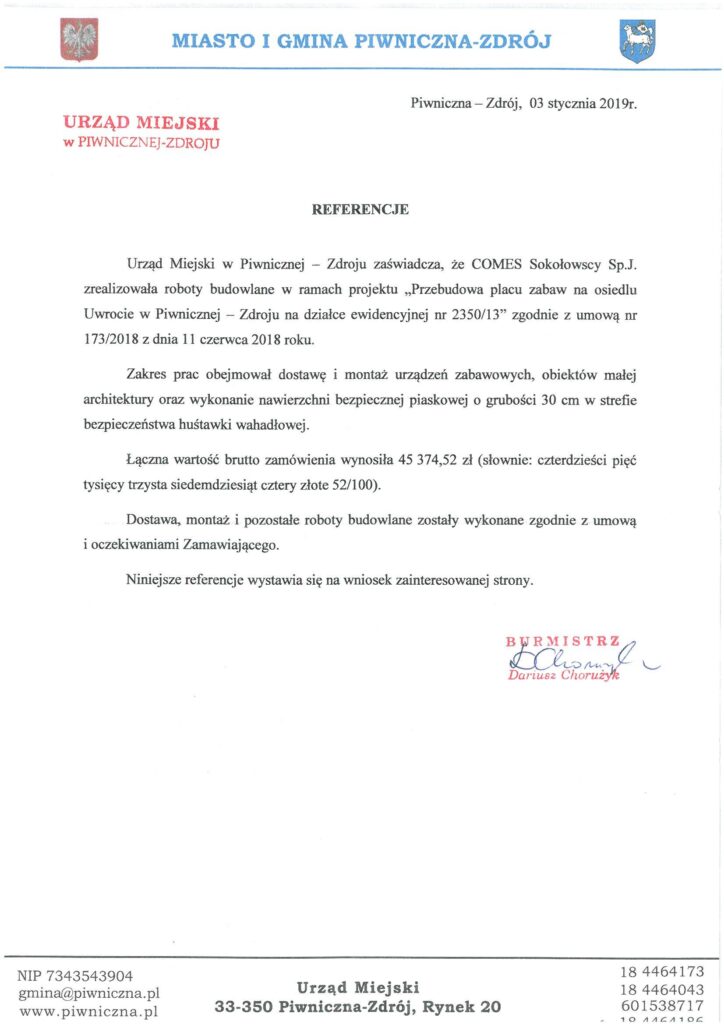 MIASTO I GMINA PIWNICZNA-ZDRÓJ
Piwniczna – Zdrój, 03 stycznia 2019r.
URZĄD MIEJSKI
w PIWNICZNEJ-ZDROJU
REFERENCJE
Urząd Miejski w Piwnicznej – Zdroju zaświadcza, że COMES Sokołowscy Sp.J.
zrealizowała roboty budowlane w ramach projektu „Przebudowa placu zabaw na osiedlu
Uwrocie w Piwnicznej – Zdroju na działce ewidencyjnej nr 2350/13” zgodnie z umową nr
173/2018 z dnia 11 czerwca 2018 roku.
Zakres prac obejmował dostawę i montaż urządzeń zabawowych, obiektów małej
architektury oraz wykonanie nawierzchni bezpiecznej piaskowej o grubości 30 cm w strefie
bezpieczeństwa huśtawki wahadłowej.
Łączna wartość brutto zamówienia wynosiła 45 374,52 zł (słownie: czterdzieści pięć
tysięcy trzysta siedemdziesiąt cztery złote 52/100).
Dostawa, montaż i pozostałe roboty budowlane zostały wykonane zgodnie z umową
i oczekiwaniami Zamawiającego.
Niniejsze referencje wystawia się na wniosek zainteresowanej strony.
BURMISTRZ
Dariusz Chorużyk
NIP 7343543904
gmina@piwniczna.pl
www.piwniczna.pl
Urząd Miejski
33-350 Piwniczna-Zdrój, Rynek 20
18 4464173
18 4464043
601538717